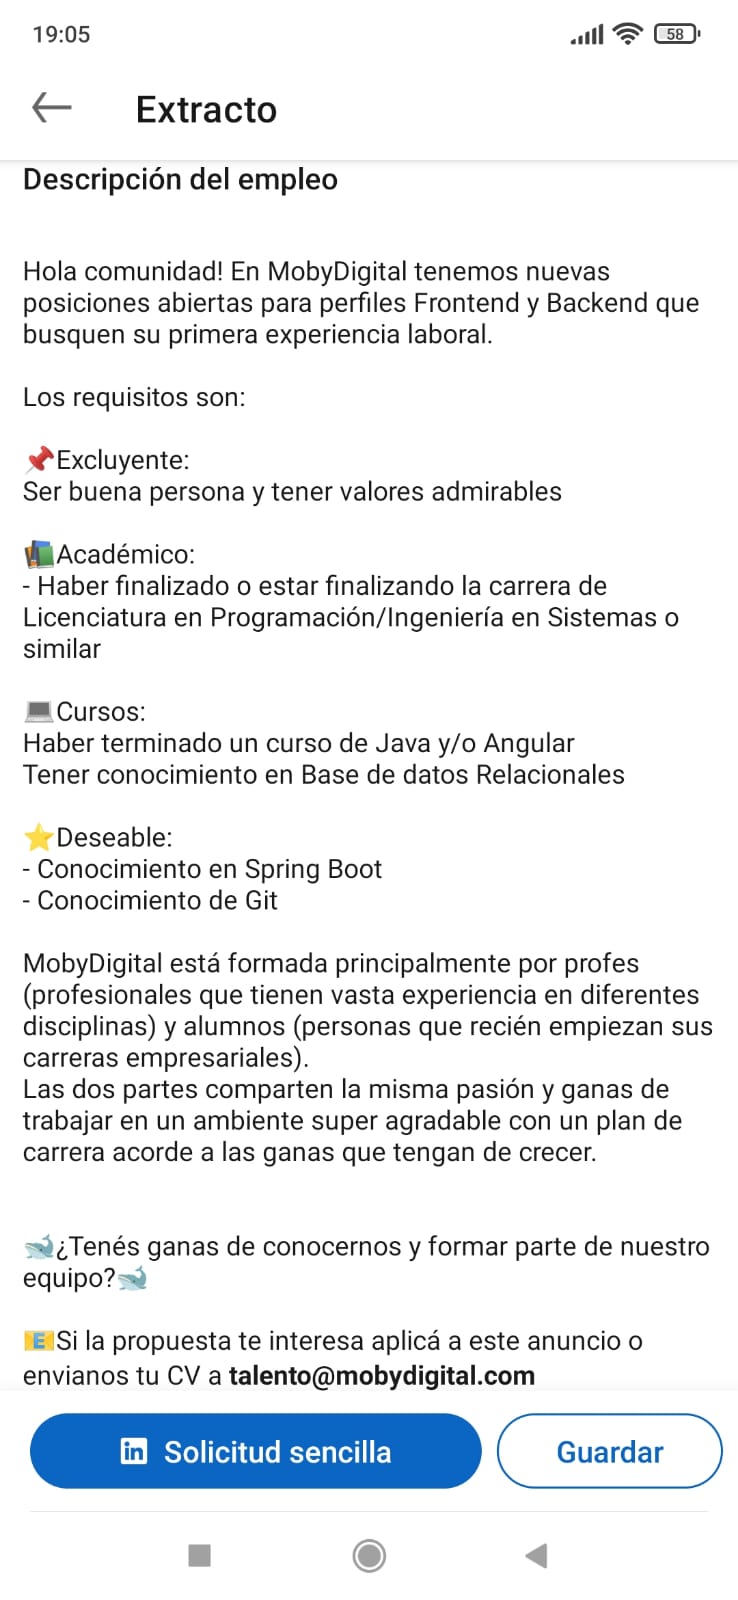 19:05
58
Extracto
Descripción del empleo
Hola comunidad! En MobyDigital tenemos nuevas
posiciones abiertas para perfiles Frontend y Backend que
busquen su primera experiencia laboral.
Los requisitos son:
📌Excluyente:
Ser buena persona y tener valores admirables
📚Académico:
- Haber finalizado o estar finalizando la carrera de
Licenciatura en Programación/Ingeniería en Sistemas o
similar
💻Cursos:
Haber terminado un curso de Java y/o Angular
Tener conocimiento en Base de datos Relacionales
⭐Deseable:
- Conocimiento en Spring Boot
- Conocimiento de Git
MobyDigital está formada principalmente por profes
(profesionales que tienen vasta experiencia en diferentes
disciplinas) y alumnos (personas que recién empiezan sus
carreras empresariales).
Las dos partes comparten la misma pasión y ganas de
trabajar en un ambiente super agradable con un plan de
carrera acorde a las ganas que tengan de crecer.
🐋¿Tenés ganas de conocernos y formar parte de nuestro
equipo?🐋
📧Si la propuesta te interesa aplicá a este anuncio o
envianos tu CV a talento@mobydigital.com
in Solicitud sencilla
Guardar